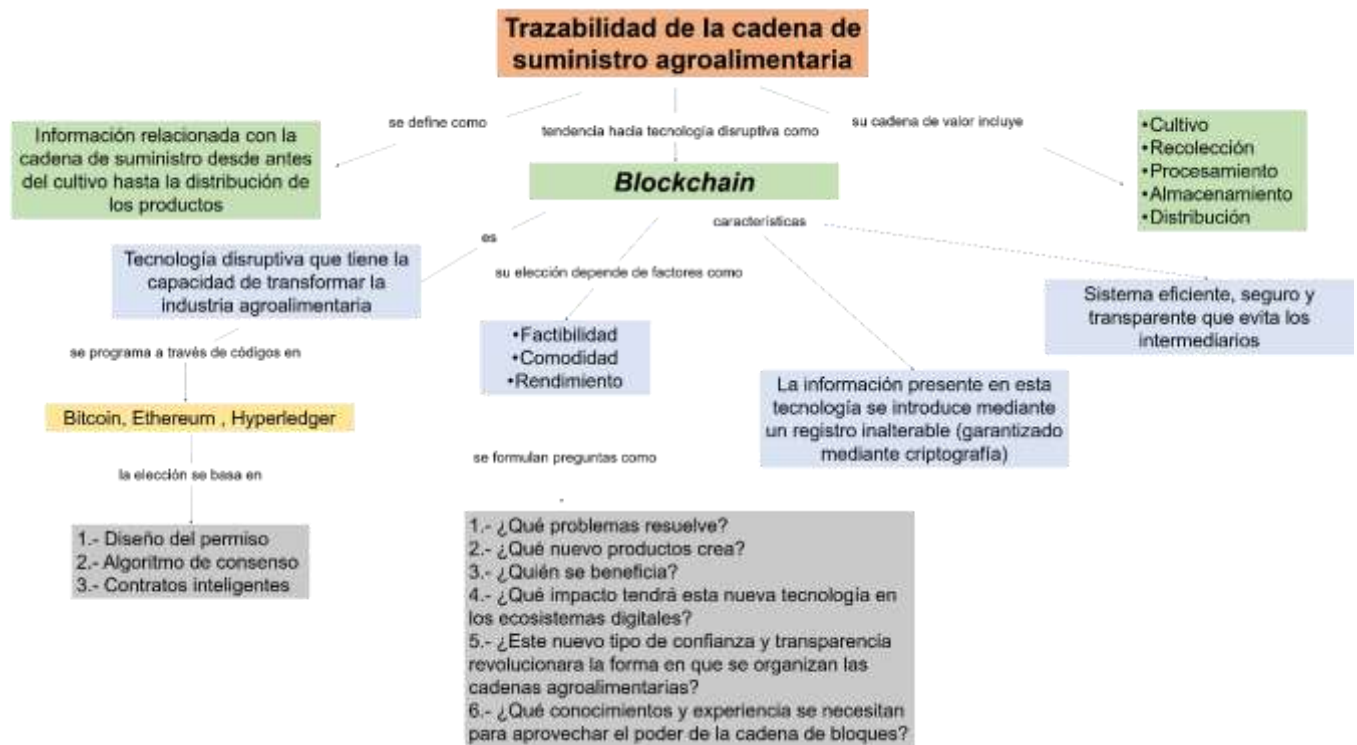 Trazabilidad de la cadena de
suministro agroalimentaria
se define como
tendencia hacia tecnología disruptiva como
su cadena de valor incluye
Información relacionada con la
cadena de suministro desde antes
del cultivo hasta la distribución de
los productos
Blockchain
•Cultivo
•Recolección
•Procesamiento
•Almacenamiento
•Distribución
es
su elección depende de factores como
características
Tecnología disruptiva que tiene la
capacidad de transformar la
industria agroalimentaria
•Factibilidad
•Comodidad
•Rendimiento
Sistema eficiente, seguro y
transparente que evita los
intermediarios
se programa a través de códigos en
La información presente en esta
tecnología se introduce mediante
un registro inalterable (garantizado
mediante criptografía)
Bitcoin, Ethereum , Hyperledger
la elección se basa en
se formulan preguntas como
1.- Diseño del permiso
2.- Algoritmo de consenso
3.- Contratos inteligentes
1.- ¿Qué problemas resuelve?
2.- ¿Qué nuevo productos crea?
3.- ¿Quién se beneficia?
4.- ¿Qué impacto tendrá esta nueva tecnología en
los ecosistemas digitales?
5.- ¿Este nuevo tipo de confianza y transparencia
revolucionara la forma en que se organizan las
cadenas agroalimentarias?
6.- ¿Qué conocimientos y experiencia se necesitan
para aprovechar el poder de la cadena de bloques?